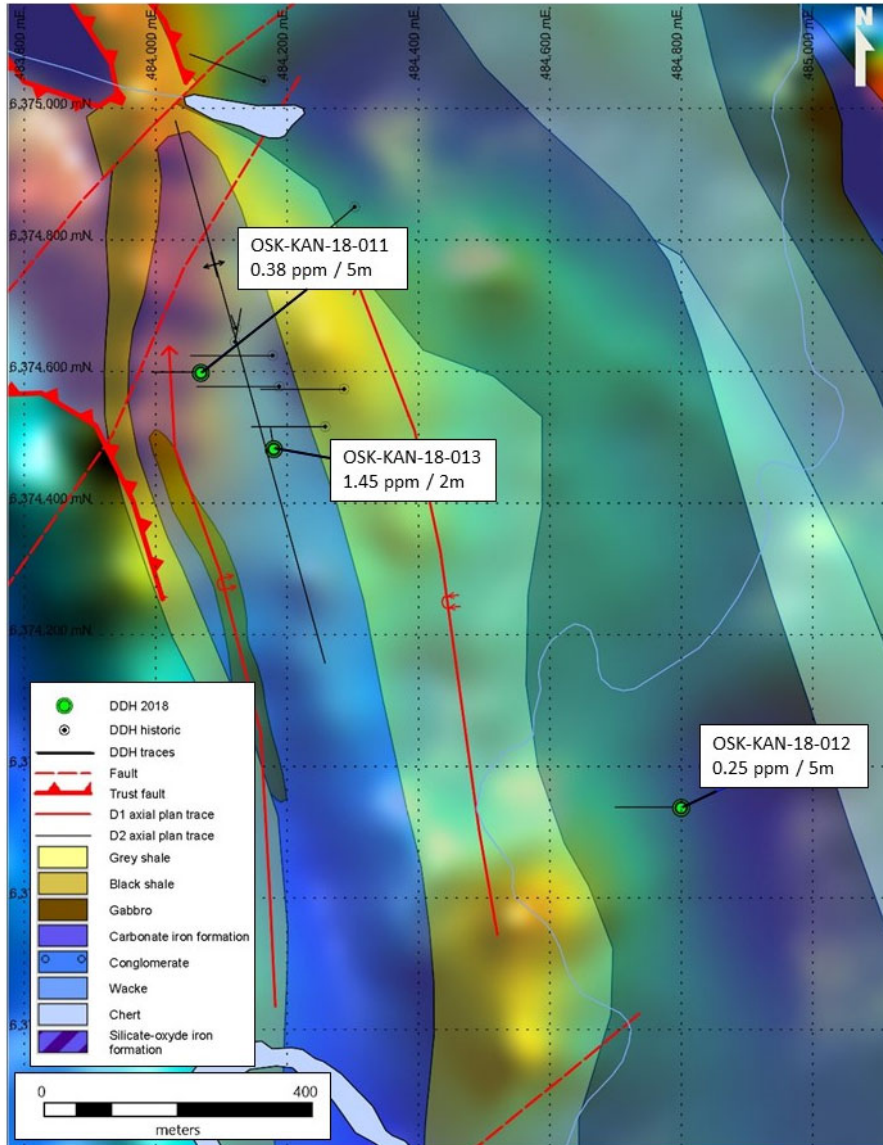 483,800 mE.
484,000 mE.
484,200 mE.
484,400 mE.
484,600 mE.
484,800 mE.
485,000 mE.
N
6,375,000 mN.
6,374,800 mN.
OSK-KAN-18-011
0.38 ppm / 5m
6,374,600 mN.
OSK-KAN-18-013
1.45 ppm / 2m
6,374,400 mN.
6,374,200 mN.
OSK-KAN-18-012
0.25 ppm / 5m
DDH 2018
DDH historic
DDH traces
Fault
Trust fault
D1 axial plan trace
D2 axial plan trace
Grey shale
Black shale
Gabbro
Carbonate iron formation
Conglomerate
Wacke
Chert
Silicate-oxyde iron
formation
0 400
meters